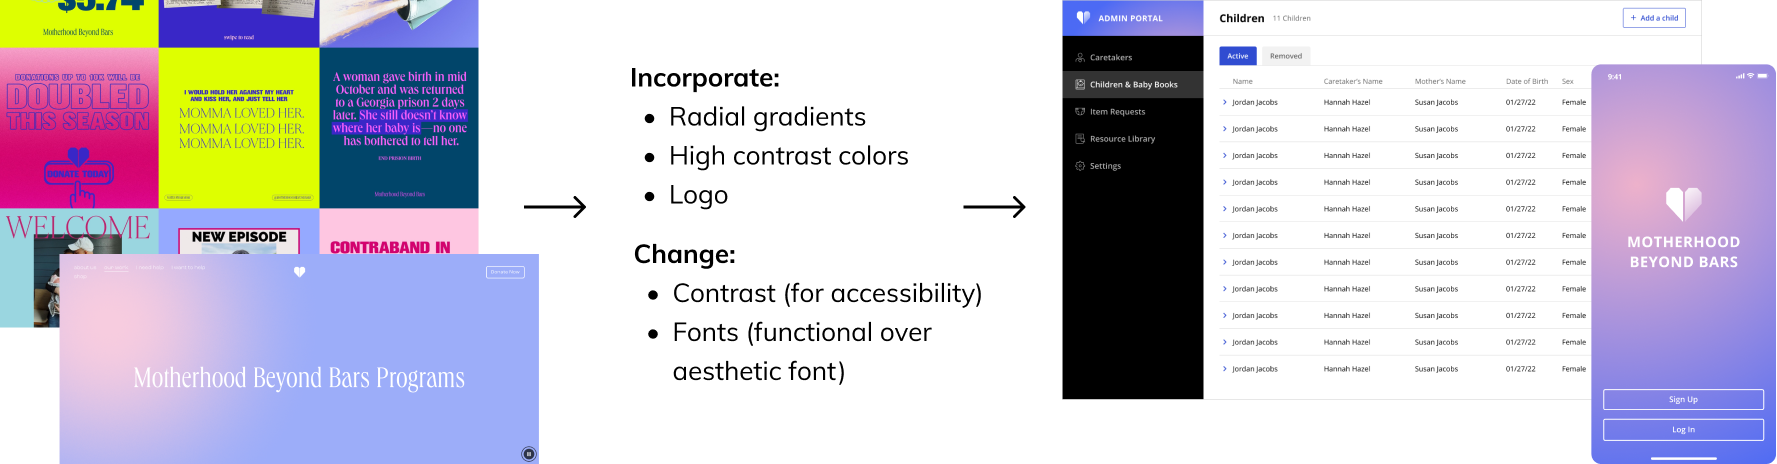 $5.74
Motherhood Beyond Bars
swipe to read
DONATIONS UP TO 10K WILL BE
DOUBLED
THIS SEASON
DONATE TODAY!
I WOULD HOLD HER AGAINST MY HEART
AND KISS HER, AND JUST TELL HER
MOMMA LOVED HER.
MOMMA LOVED HER.
MOMMA LOVED HER.
A woman gave birth in mid
October and was returned
to a Georgia prison 2 days
later. She still doesn't know
where her baby is—no one
has bothered to tell her.
END PRISON BIRTH
Motherhood Beyond Bars
WELCOME
NEW EPISODE
CONTRABAND IN
Donate Now
Motherhood Beyond Bars Programs
Incorporate:
• Radial gradients
• High contrast colors
• Logo
Change:
• Contrast (for accessibility)
• Fonts (functional over
aesthetic font)
ADMIN PORTAL
Caretakers
Children & Baby Books
Item Requests
Resource Library
Settings
Children 11 Children
+ Add a child
Active Removed
Name Caretaker's Name Mother's Name Date of Birth Sex
Jordan Jacobs Hannah Hazel Susan Jacobs 01/27/22 Female
Jordan Jacobs Hannah Hazel Susan Jacobs 01/27/22 Female
Jordan Jacobs Hannah Hazel Susan Jacobs 01/27/22 Female
Jordan Jacobs Hannah Hazel Susan Jacobs 01/27/22 Female
Jordan Jacobs Hannah Hazel Susan Jacobs 01/27/22 Female
Jordan Jacobs Hannah Hazel Susan Jacobs 01/27/22 Female
Jordan Jacobs Hannah Hazel Susan Jacobs 01/27/22 Female
Jordan Jacobs Hannah Hazel Susan Jacobs 01/27/22 Female
Jordan Jacobs Hannah Hazel Susan Jacobs 01/27/22 Female
Jordan Jacobs Hannah Hazel Susan Jacobs 01/27/22 Female
Jordan Jacobs Hannah Hazel Susan Jacobs 01/27/22 Female
9:41
MOTHERHOOD
BEYOND BARS
Sign Up
Log In